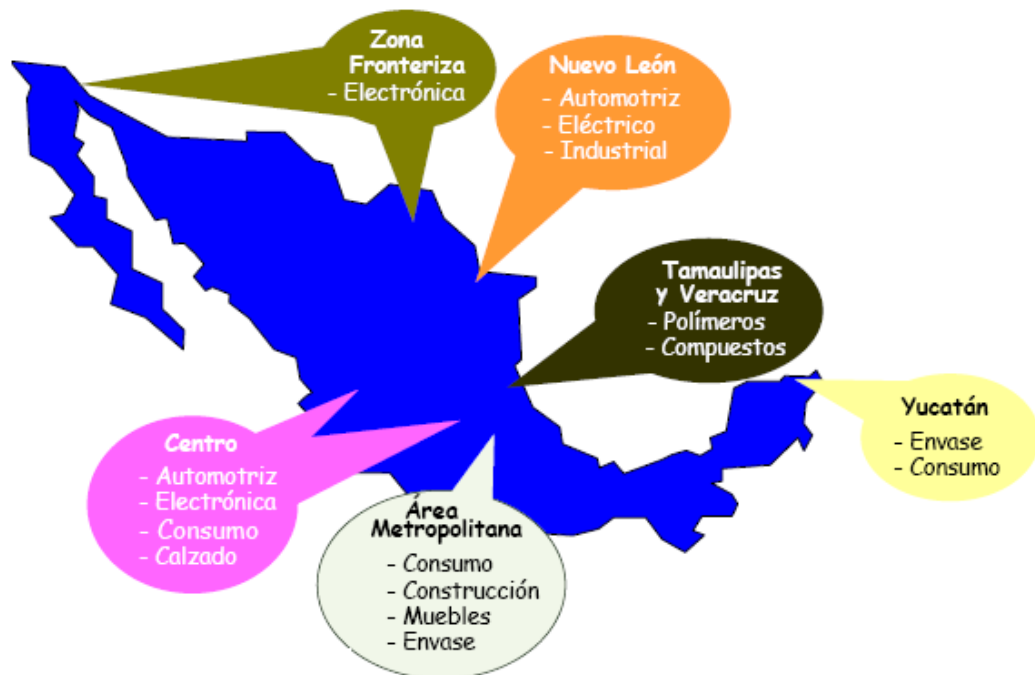 Zona
Fronteriza
- Electrónica
Nuevo León
- Automotriz
- Eléctrico
- Industrial
Tamaulipas
y Veracruz
- Polímeros
- Compuestos
Yucatán
- Envase
- Consumo
Centro
- Automotriz
- Electrónica
- Consumo
- Calzado
Área
Metropolitana
- Consumo
- Construcción
- Muebles
- Envase